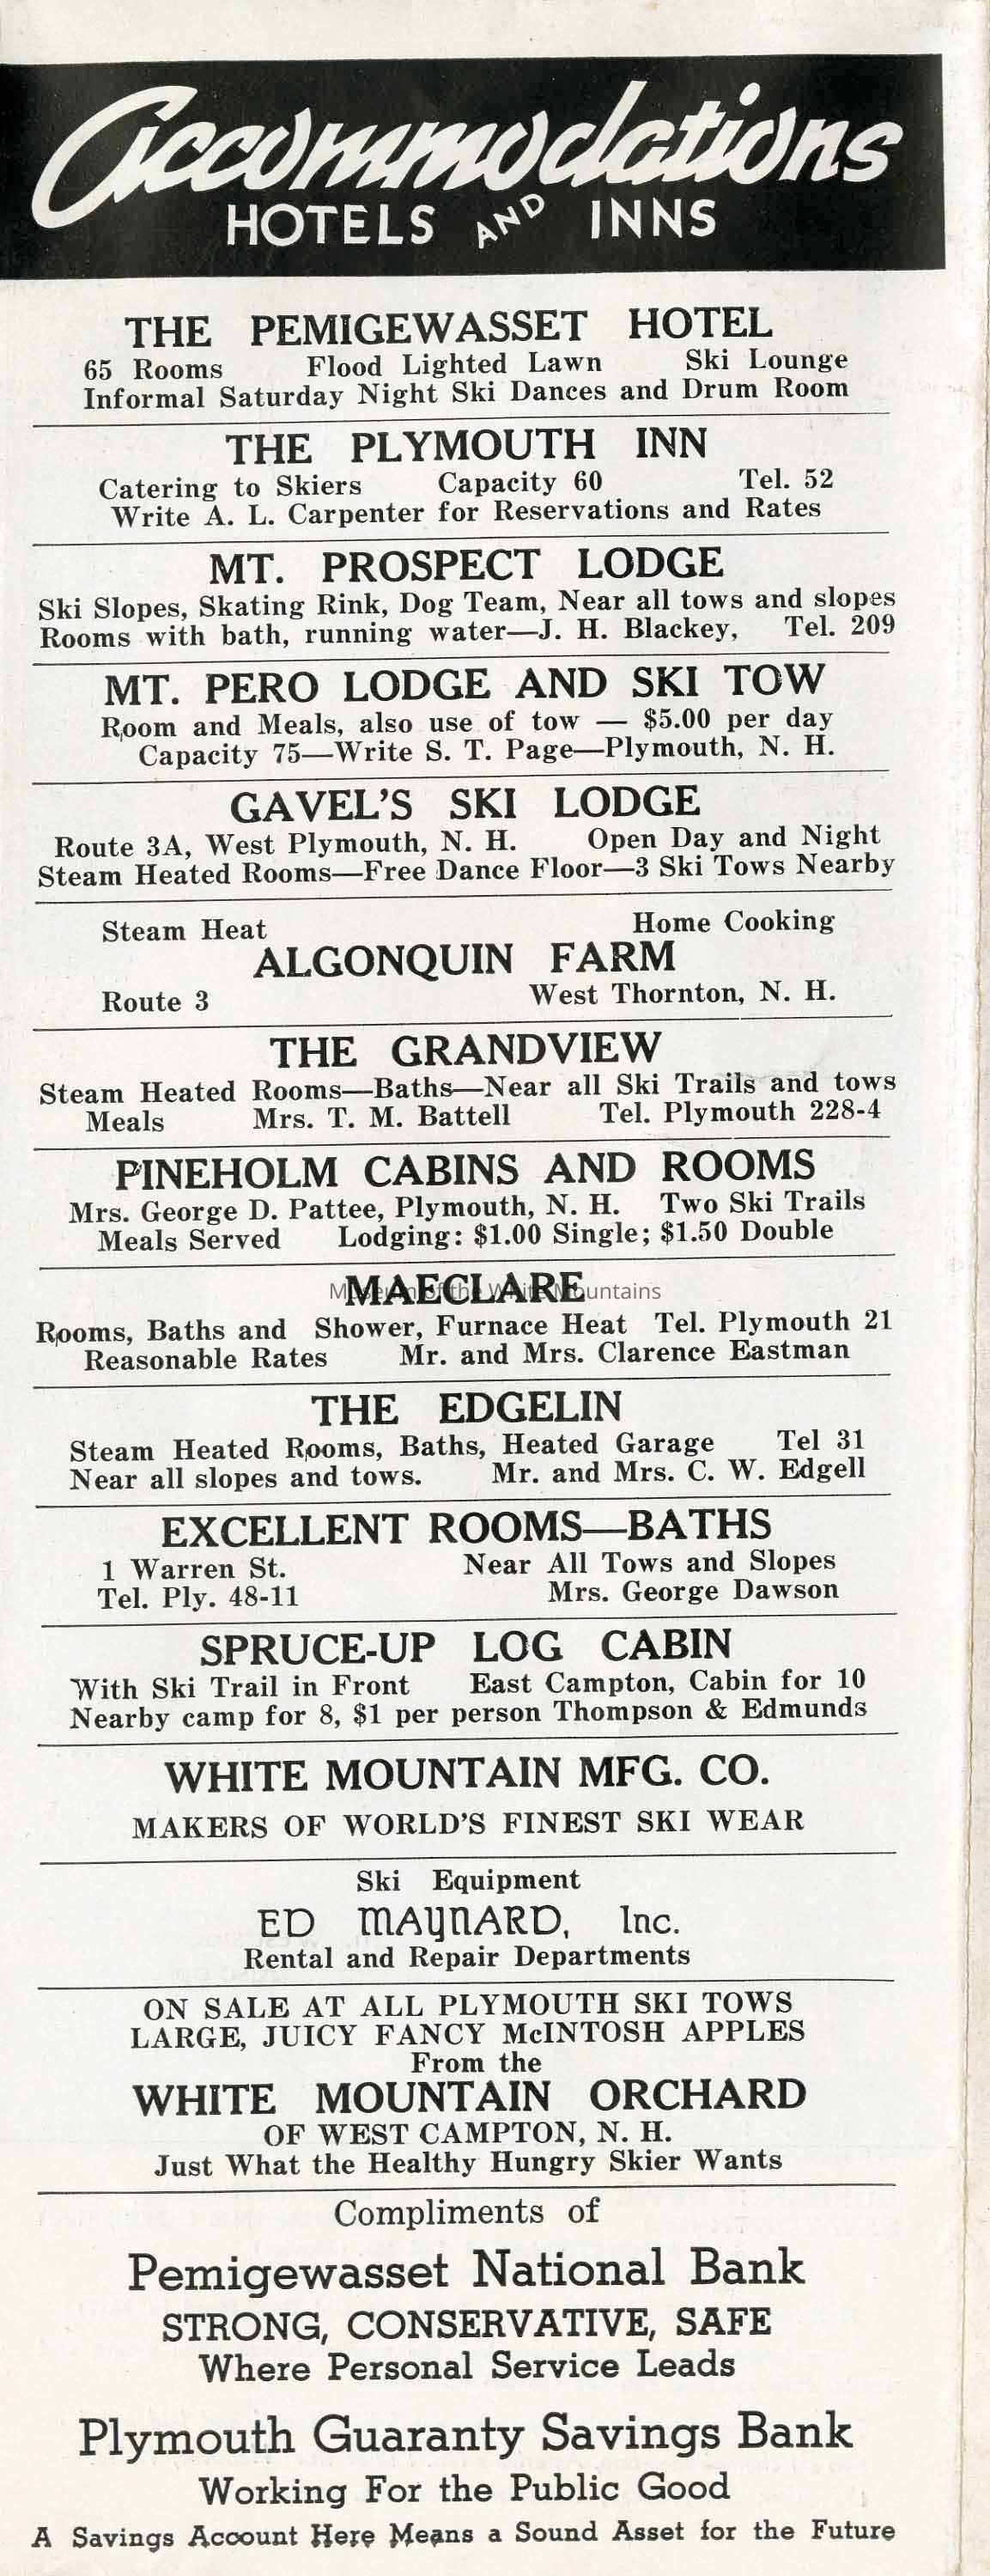 Accommodations
HOTELS AND INNS
THE PEMIGEWASSET HOTEL
65 Rooms Flood Lighted Lawn Ski Lounge
Informal Saturday Night Ski Dances and Drum Room
THE PLYMOUTH INN
Catering to Skiers Capacity 60 Tel. 52
Write A. L. Carpenter for Reservations and Rates
MT. PROSPECT LODGE
Ski Slopes, Skating Rink, Dog Team, Near all tows and slopes
Rooms with bath, running water—J. H. Blackey, Tel. 209
MT. PERO LODGE AND SKI TOW
Room and Meals, also use of tow — $5.00 per day
Capacity 75—Write S. T. Page—Plymouth, N. H.
GAVEL'S SKI LODGE
Route 3A, West Plymouth, N. H. Open Day and Night
Steam Heated Rooms—Free Dance Floor—3 Ski Tows Nearby
Steam Heat Home Cooking
ALGONQUIN FARM
Route 3 West Thornton, N. H.
THE GRANDVIEW
Steam Heated Rooms—Baths—Near all Ski Trails and tows
Meals Mrs. T. M. Battell Tel. Plymouth 228-4
PINEHOLM CABINS AND ROOMS
Mrs. George D. Pattee, Plymouth, N. H. Two Ski Trails
Meals Served Lodging: $1.00 Single; $1.50 Double
MAECLARE
Museum of the White Mountains
Rooms, Baths and Shower, Furnace Heat Tel. Plymouth 21
Reasonable Rates Mr. and Mrs. Clarence Eastman
THE EDGELIN
Steam Heated Rooms, Baths, Heated Garage Tel 31
Near all slopes and tows. Mr. and Mrs. C. W. Edgell
EXCELLENT ROOMS—BATHS
1 Warren St. Near All Tows and Slopes
Tel. Ply. 48-11 Mrs. George Dawson
SPRUCE-UP LOG CABIN
With Ski Trail in Front East Campton, Cabin for 10
Nearby camp for 8, $1 per person Thompson & Edmunds
WHITE MOUNTAIN MFG. CO.
MAKERS OF WORLD'S FINEST SKI WEAR
Ski Equipment
ED MAYNARD, Inc.
Rental and Repair Departments
ON SALE AT ALL PLYMOUTH SKI TOWS
LARGE, JUICY FANCY McINTOSH APPLES
From the
WHITE MOUNTAIN ORCHARD
OF WEST CAMPTON, N. H.
Just What the Healthy Hungry Skier Wants
Compliments of
Pemigewasset National Bank
STRONG, CONSERVATIVE, SAFE
Where Personal Service Leads
Plymouth Guaranty Savings Bank
Working For the Public Good
A Savings Account Here Means a Sound Asset for the Future